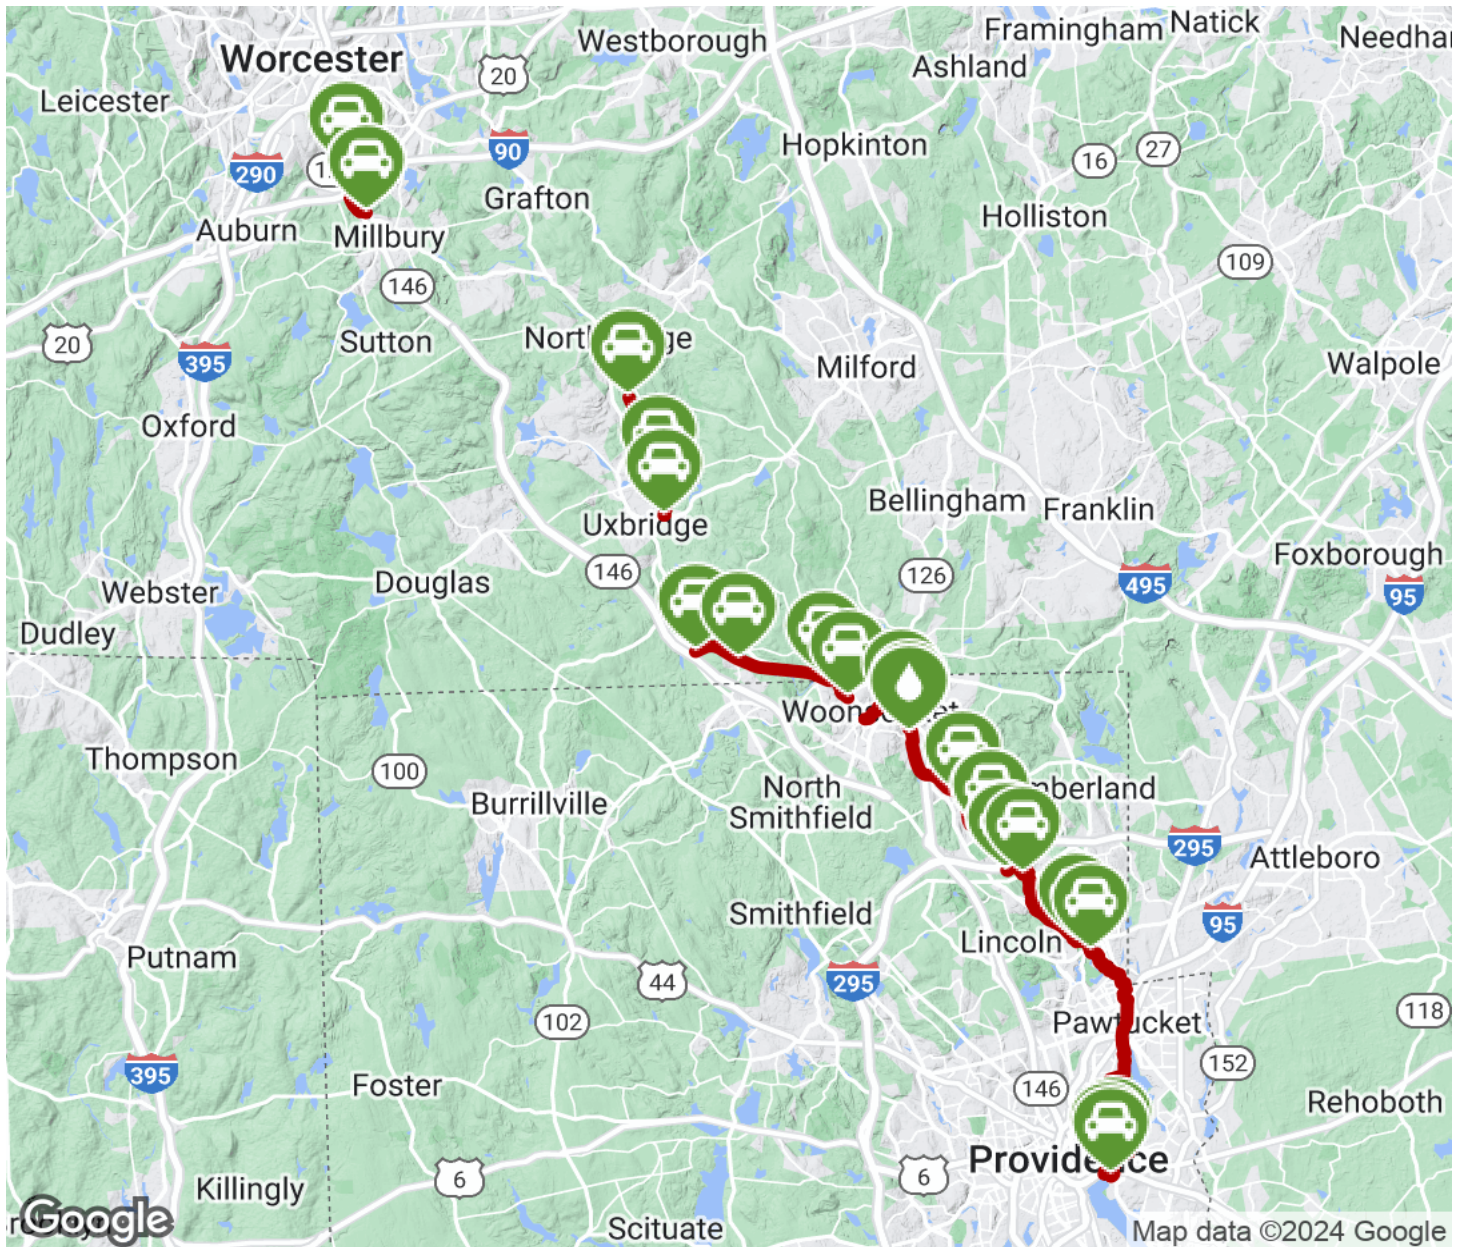 Natick
Framingham
Needha
Westborough
Worcester
Ashland
20
Leicester
Hopkinton
90
27
16
290
Grafton
Holliston
Auburn
Millbury
109
146
20
Sutton
395
Milford
Walpole
Oxford
Bellingham
Franklin
Uxbridge
Foxborough
146
126
495
95
Douglas
Webster
Dudley
Thompson
100
North
Smithfield
Burrillville
mberland
295
Attleboro
Smithfield
95
Lincoln
Putnam
44
295
118
102
Pawtucket
152
395
Foster
146
Rehoboth
Providence
6
6
Killingly
Google
Scituate
Map data ©2024 Google